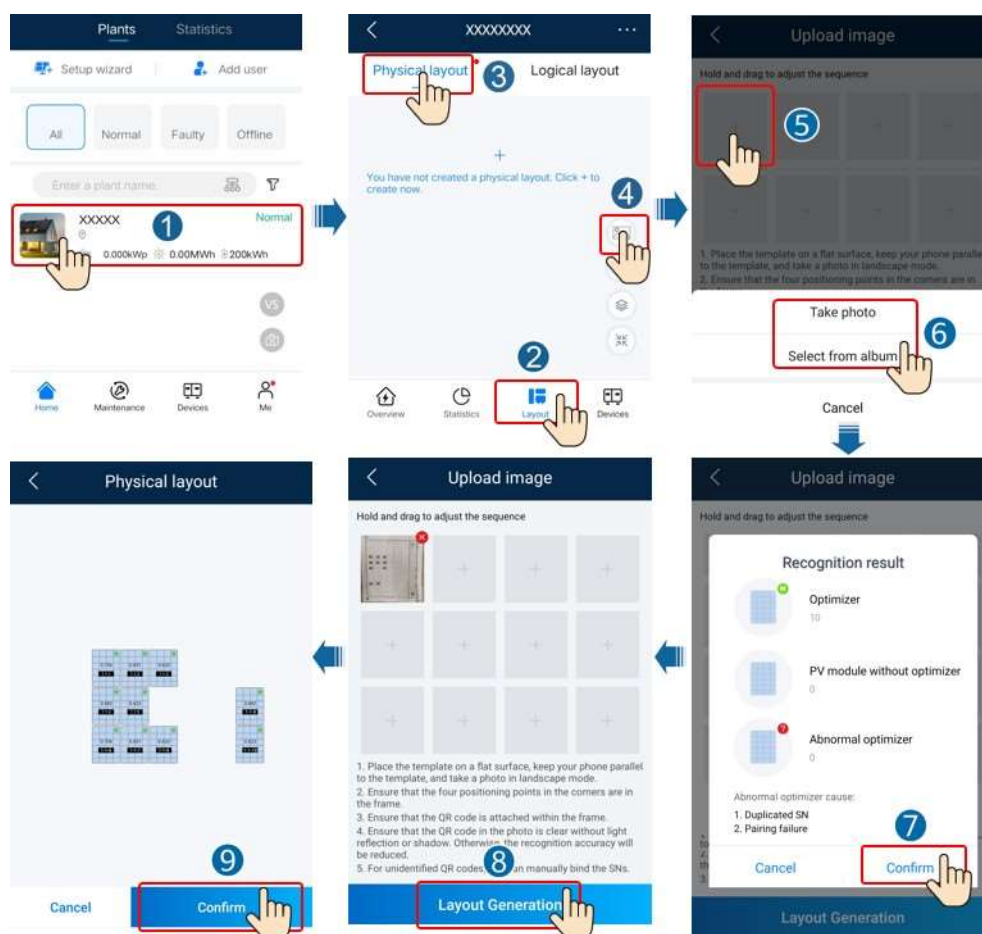 Plants
Statistics
Setup wizard
Add user
All
Normal
Faulty
Offline
Enter a plant name.
XXXXX
1
Normal
0.000kWp
0.00MWh
200kWh
VS
Home
Maintenance
Devices
Me
XXXXXXXX
Physical layout
3
Logical layout
You have not created a physical layout. Click + to
create now.
4
2
Overview
Statistics
Layout
Devices
Upload image
Hold and drag to adjust the sequence
5
1. Place the template on a flat surface, keep your phone paralle
to the template, and take a photo in landscape mode.
2. Ensure that the four positioning points in the corners are in
Take photo
Select from album
6
Cancel
Upload image
Hold and drag to adjust the sequence
Recognition result
Optimizer
10
PV module without optimizer
0
Abnormal optimizer
0
Abnormal optimizer cause:
1. Duplicated SN
2. Pairing failure
7
Cancel
Confirm
Layout Generation
Upload image
Hold and drag to adjust the sequence
1. Place the template on a flat surface, keep your phone parallel
to the template, and take a photo in landscape mode.
2. Ensure that the four positioning points in the corners are in
the frame.
3. Ensure that the QR code is attached within the frame.
4. Ensure that the QR code in the photo is clear without light
reflection or shadow. Otherwise, the recognition accuracy will
be reduced.
5. For unidentified QR codes, an manually bind the SNs.
8
Layout Generation
Physical layout
9
Cancel
Confirm